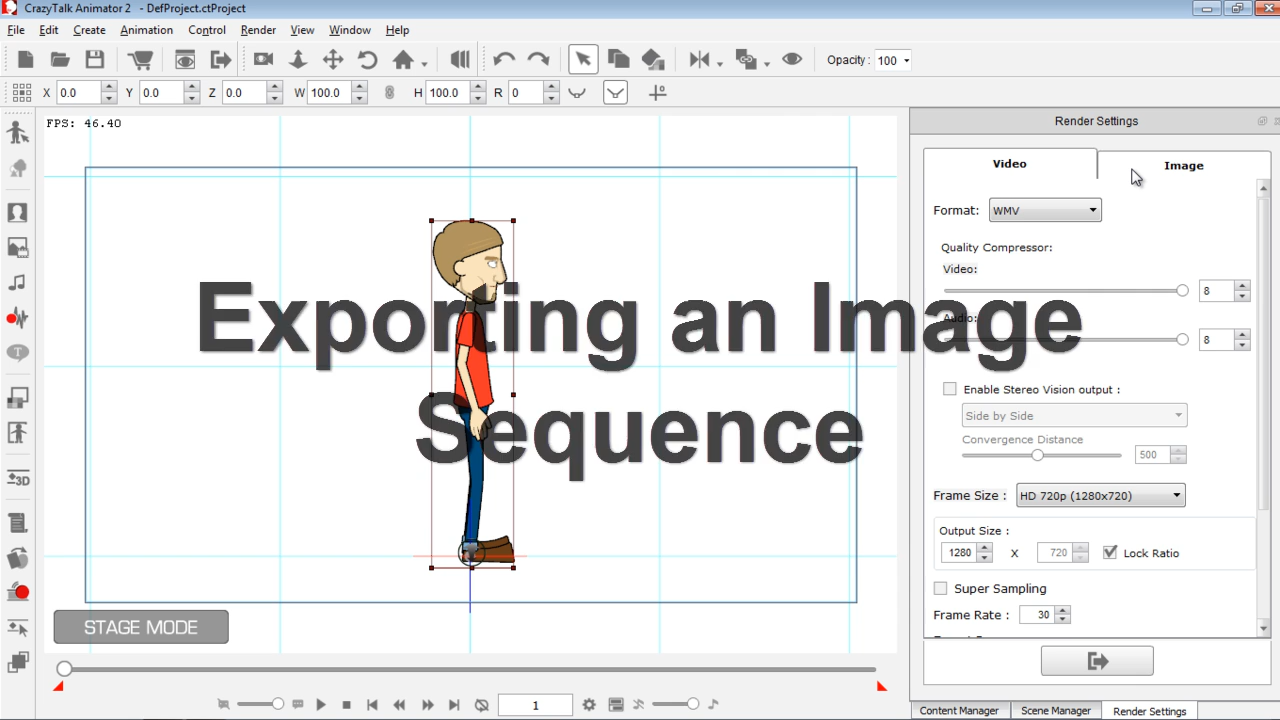 CrazyTalk Animator 2 - DefProject.ctProject
File Edit Create Animation Control Render View Window Help
Opacity : 100
X 0.0 Y 0.0 Z 0.0 W 100.0 H 100.0 R 0
FPS: 46.40
Render Settings
Video Image
Format: WMV
Quality Compressor:
Video:
8
Audio:
8
Exporting an Image
Sequence
Enable Stereo Vision output :
Side by Side
Convergence Distance
500
Frame Size : HD 720p (1280x720)
Output Size :
1280 X 720 Lock Ratio
Super Sampling
Frame Rate : 30
STAGE MODE
3D
1
Content Manager Scene Manager Render Settings